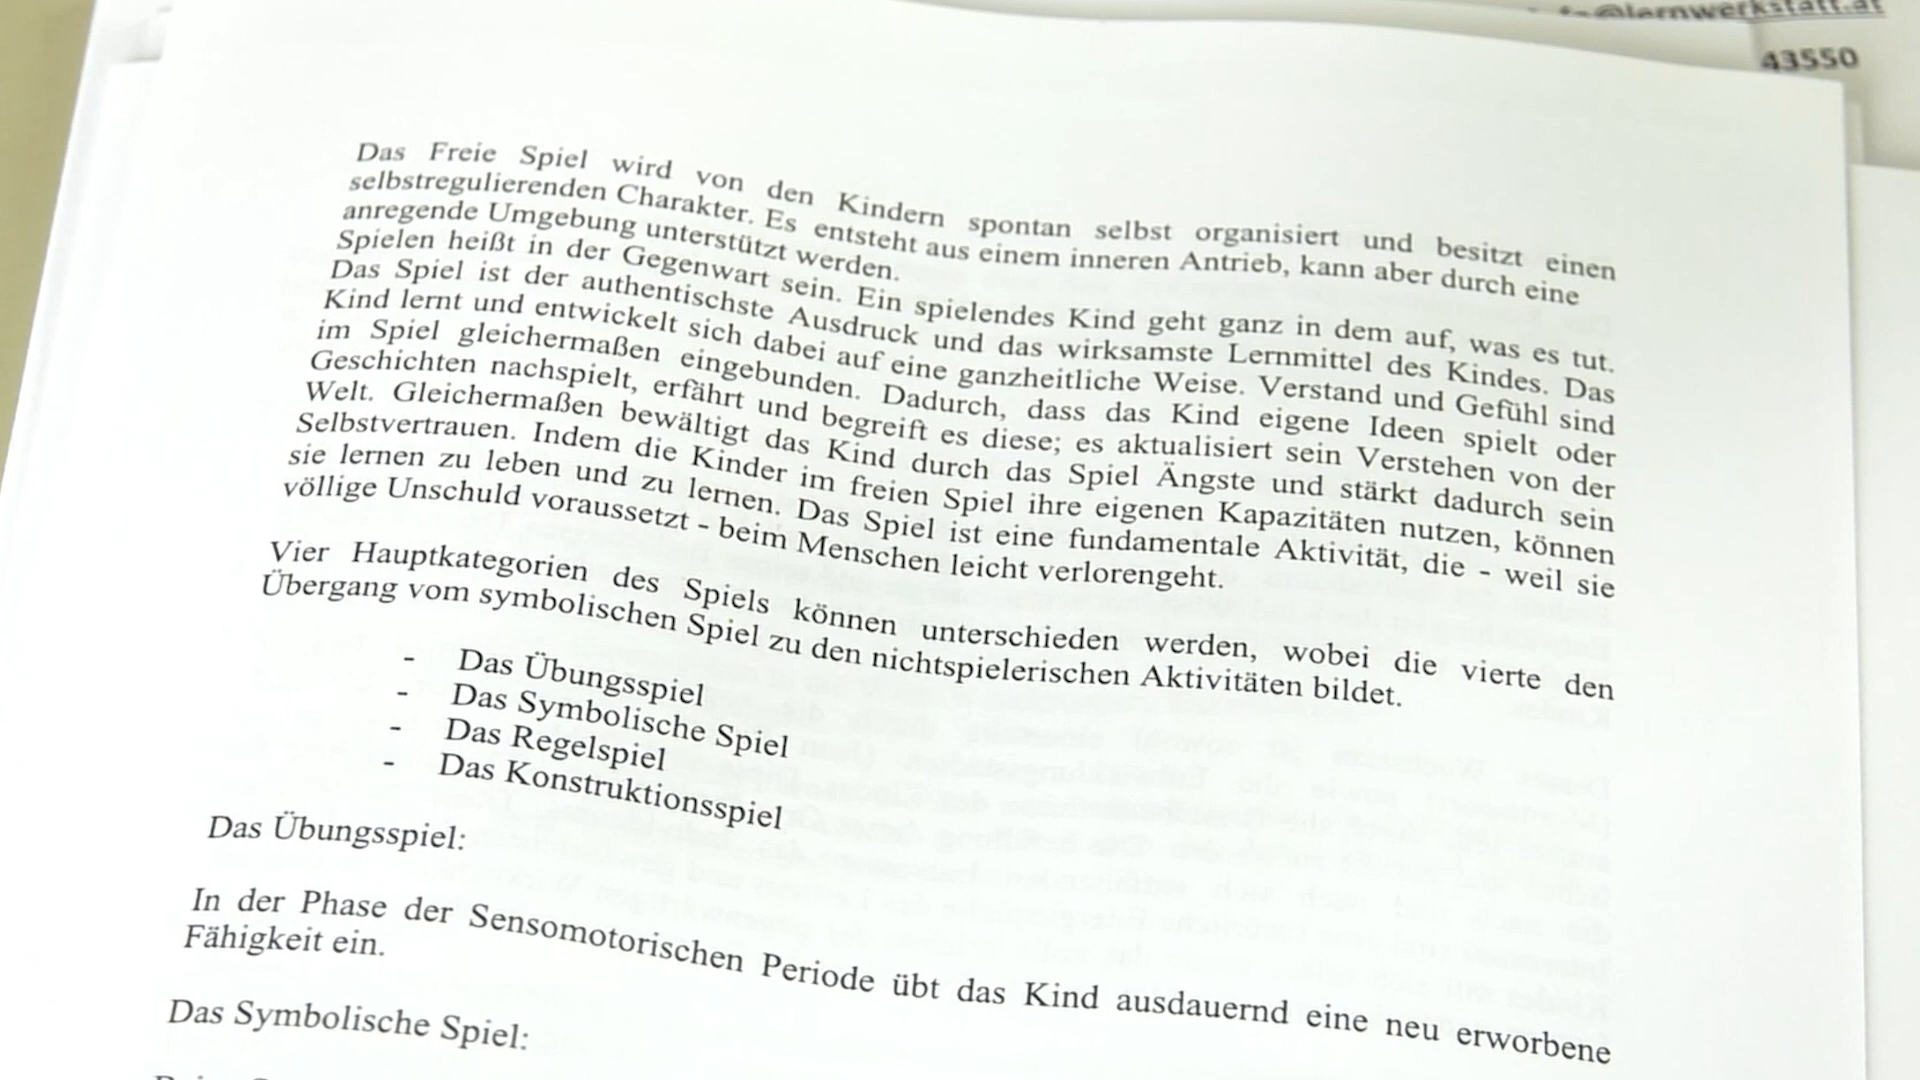 @lernwerkstatt.at
43550
Das Freie Spiel wird von den Kindern spontan selbst organisiert und besitzt einen
selbstregulierenden Charakter. Es entsteht aus einem inneren Antrieb, kann aber durch eine
anregende Umgebung unterstützt werden.
Spielen heißt in der Gegenwart sein. Ein spielendes Kind geht ganz in dem auf, was es tut.
Das Spiel ist der authentischste Ausdruck und das wirksamste Lernmittel des Kindes. Das
Kind lernt und entwickelt sich dabei auf eine ganzheitliche Weise. Verstand und Gefühl sind
im Spiel gleichermaßen eingebunden. Dadurch, dass das Kind eigene Ideen spielt oder
Geschichten nachspielt, erfährt und begreift es diese; es aktualisiert sein Verstehen von der
Welt. Gleichermaßen bewältigt das Kind durch das Spiel Ängste und stärkt dadurch sein
Selbstvertrauen. Indem die Kinder im freien Spiel ihre eigenen Kapazitäten nutzen, können
sie lernen zu leben und zu lernen. Das Spiel ist eine fundamentale Aktivität, die - weil sie
völlige Unschuld voraussetzt - beim Menschen leicht verlorengeht.
Vier Hauptkategorien des Spiels können unterschieden werden, wobei die vierte den
Übergang vom symbolischen Spiel zu den nichtspielerischen Aktivitäten bildet.
- Das Übungsspiel
- Das Symbolische Spiel
- Das Regelspiel
- Das Konstruktionsspiel
Das Übungsspiel:
In der Phase der Sensomotorischen Periode übt das Kind ausdauernd eine neu erworbene
Fähigkeit ein.
Das Symbolische Spiel: